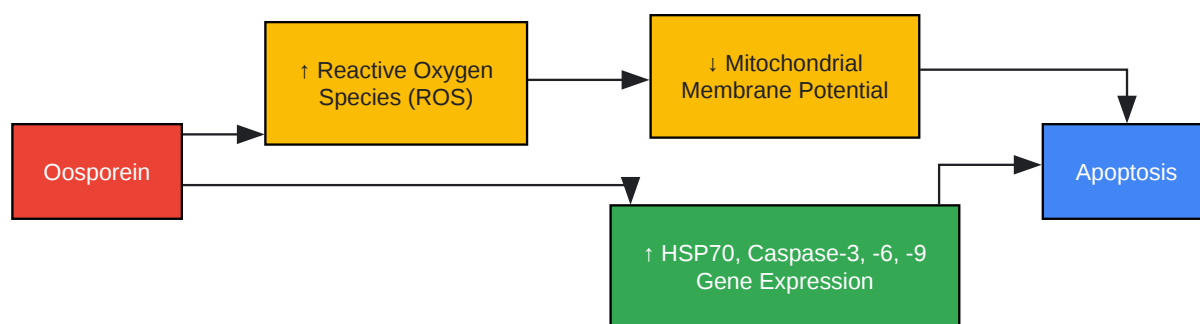 Oosporein
↑ Reactive Oxygen
Species (ROS)
↓ Mitochondrial
Membrane Potential
↑ HSP70, Caspase-3, -6, -9
Gene Expression
Apoptosis